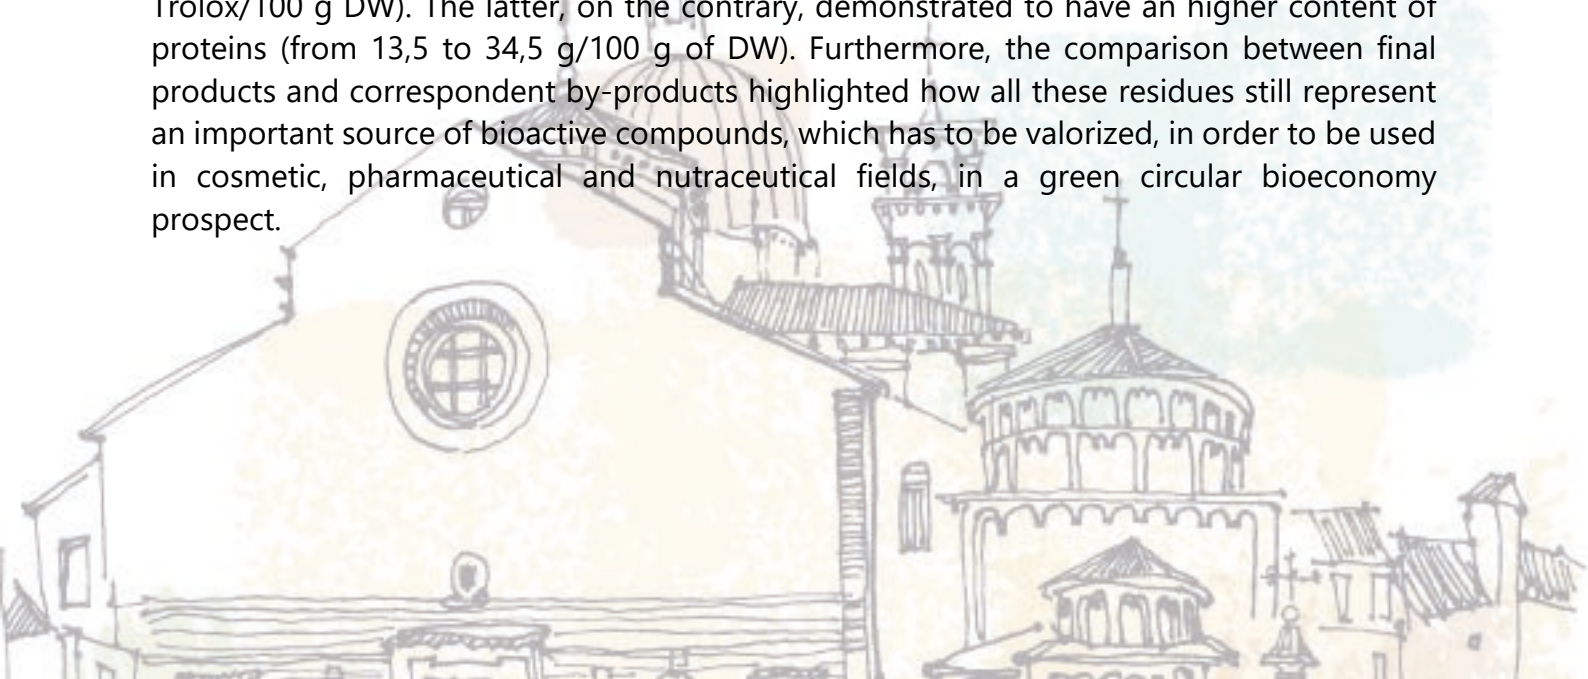 Trolox/100 g DW). The latter, on the contrary, demonstrated to have an higher content of
proteins (from 13,5 to 34,5 g/100 g of DW). Furthermore, the comparison between final
products and correspondent by-products highlighted how all these residues still represent
an important source of bioactive compounds, which has to be valorized, in order to be used
in cosmetic, pharmaceutical and nutraceutical fields, in a green circular bioeconomy
prospect.